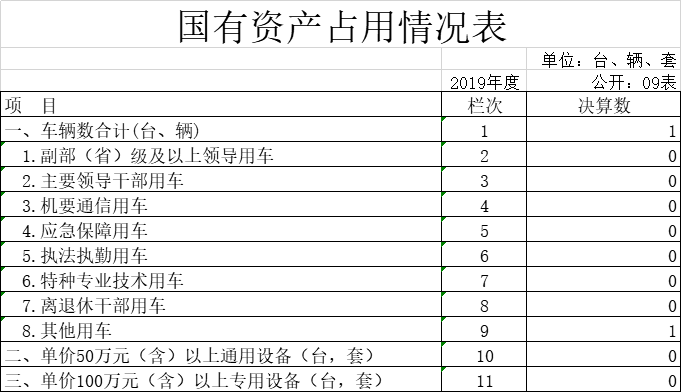 国有资产占用情况表
单位：台、辆、套
2019年度 公开：09表
项 目 栏次 决算数
一、车辆数合计(台、辆) 1 1
1.副部（省）级及以上领导用车 2 0
2.主要领导干部用车 3 0
3.机要通信用车 4 0
4.应急保障用车 5 0
5.执法执勤用车 6 0
6.特种专业技术用车 7 0
7.离退休干部用车 8 0
8.其他用车 9 1
二、单价50万元（含）以上通用设备（台，套） 10 0
三、单价100万元（含）以上专用设备（台，套） 11 0